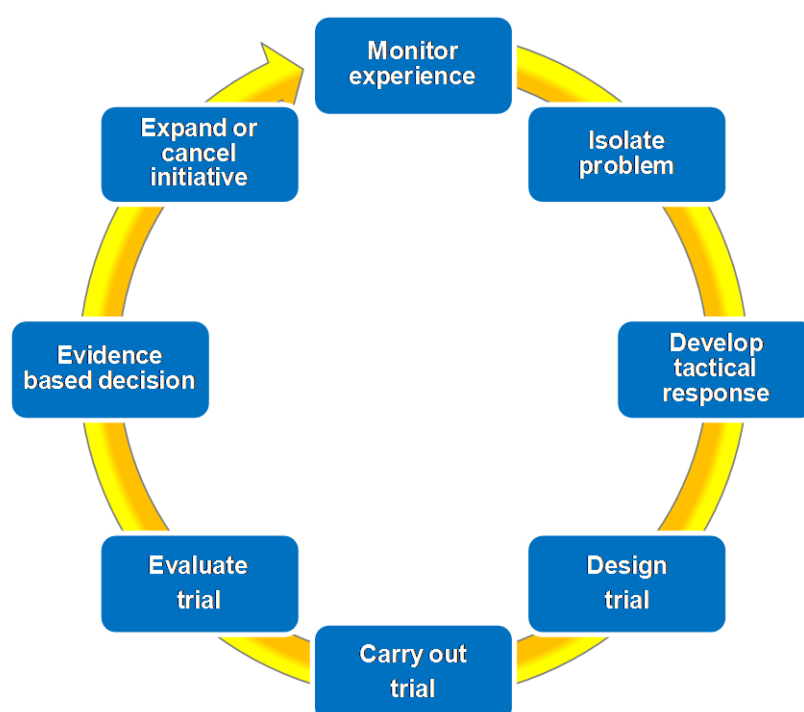 Monitor
experience
Isolate
problem
Develop
tactical
response
Design
trial
Carry out
trial
Evaluate
trial
Evidence
based decision
Expand or
cancel
initiative